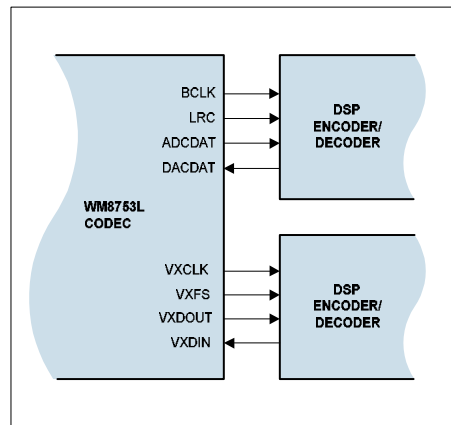 BCLK
LRC
ADCDAT
DACDAT
DSP
ENCODER/
DECODER
WM8753L
CODEC
VXCLK
VXFS
VXDOUT
VXDIN
DSP
ENCODER/
DECODER